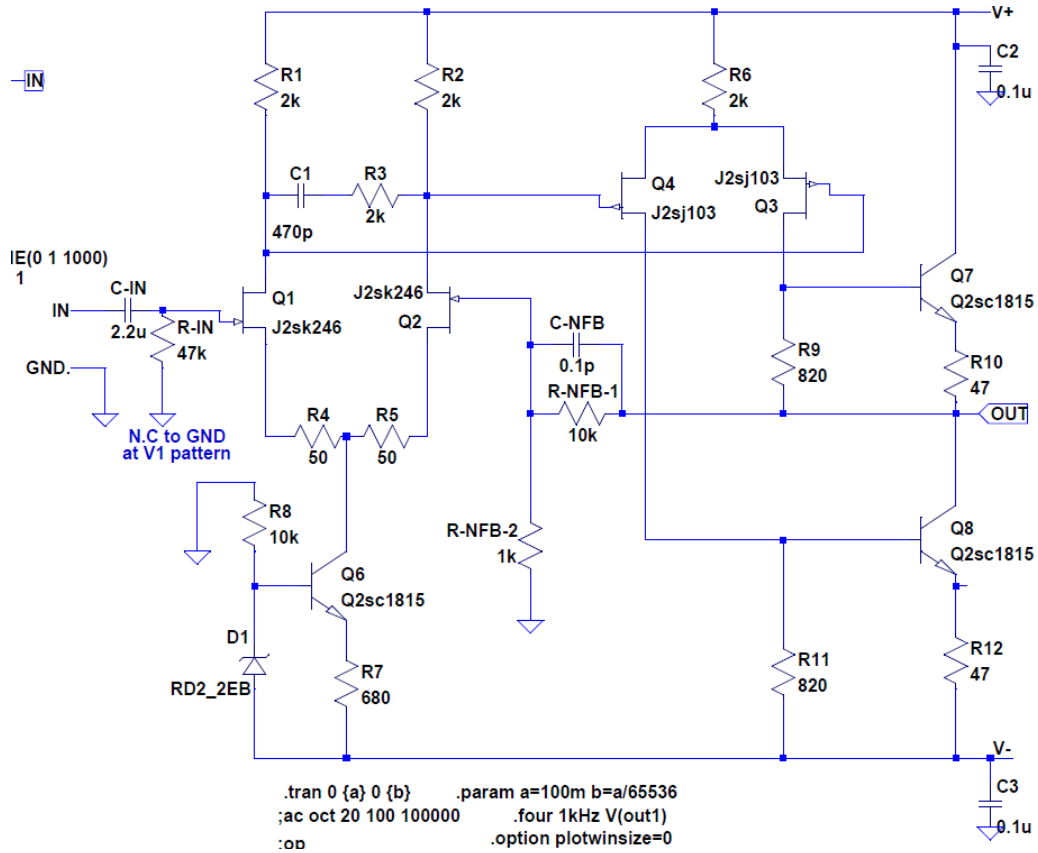 V+
C2
0.1u
IN
R1
2k
R2
2k
R6
2k
C1
R3
2k
470p
Q4
J2sj103
J2sj103
Q3
IE(0 1 1000)
1
C-IN
IN
2.2u
R-IN
47k
GND.
N.C to GND
at V1 pattern
Q1
J2sk246
J2sk246
Q2
C-NFB
0.1p
R-NFB-1
10k
Q7
Q2sc1815
R9
820
R10
47
OUT
R4
50
R5
50
R8
10k
R-NFB-2
1k
Q6
Q2sc1815
Q8
Q2sc1815
D1
RD2_2EB
R7
680
R11
820
R12
47
V-
C3
0.1u
.tran 0 {a} 0 {b} .param a=100m b=a/65536
;ac oct 20 100 100000 .four 1kHz V(out1)
;op .option plotwinsize=0